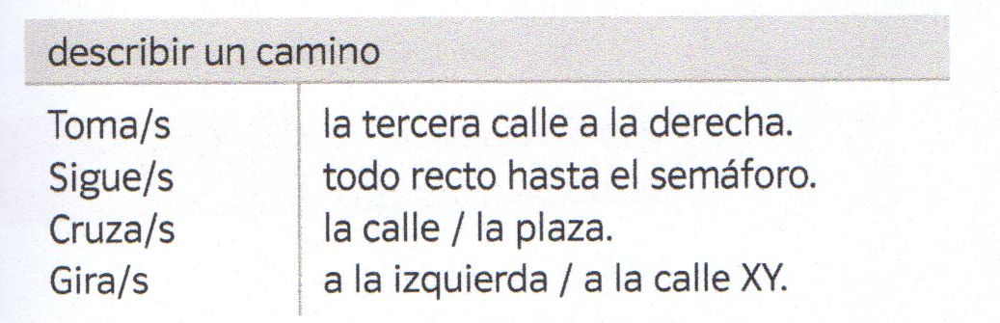 describir un camino
Toma/s la tercera calle a la derecha.
Sigue/s todo recto hasta el semáforo.
Cruza/s la calle / la plaza.
Gira/s a la izquierda / a la calle XY.